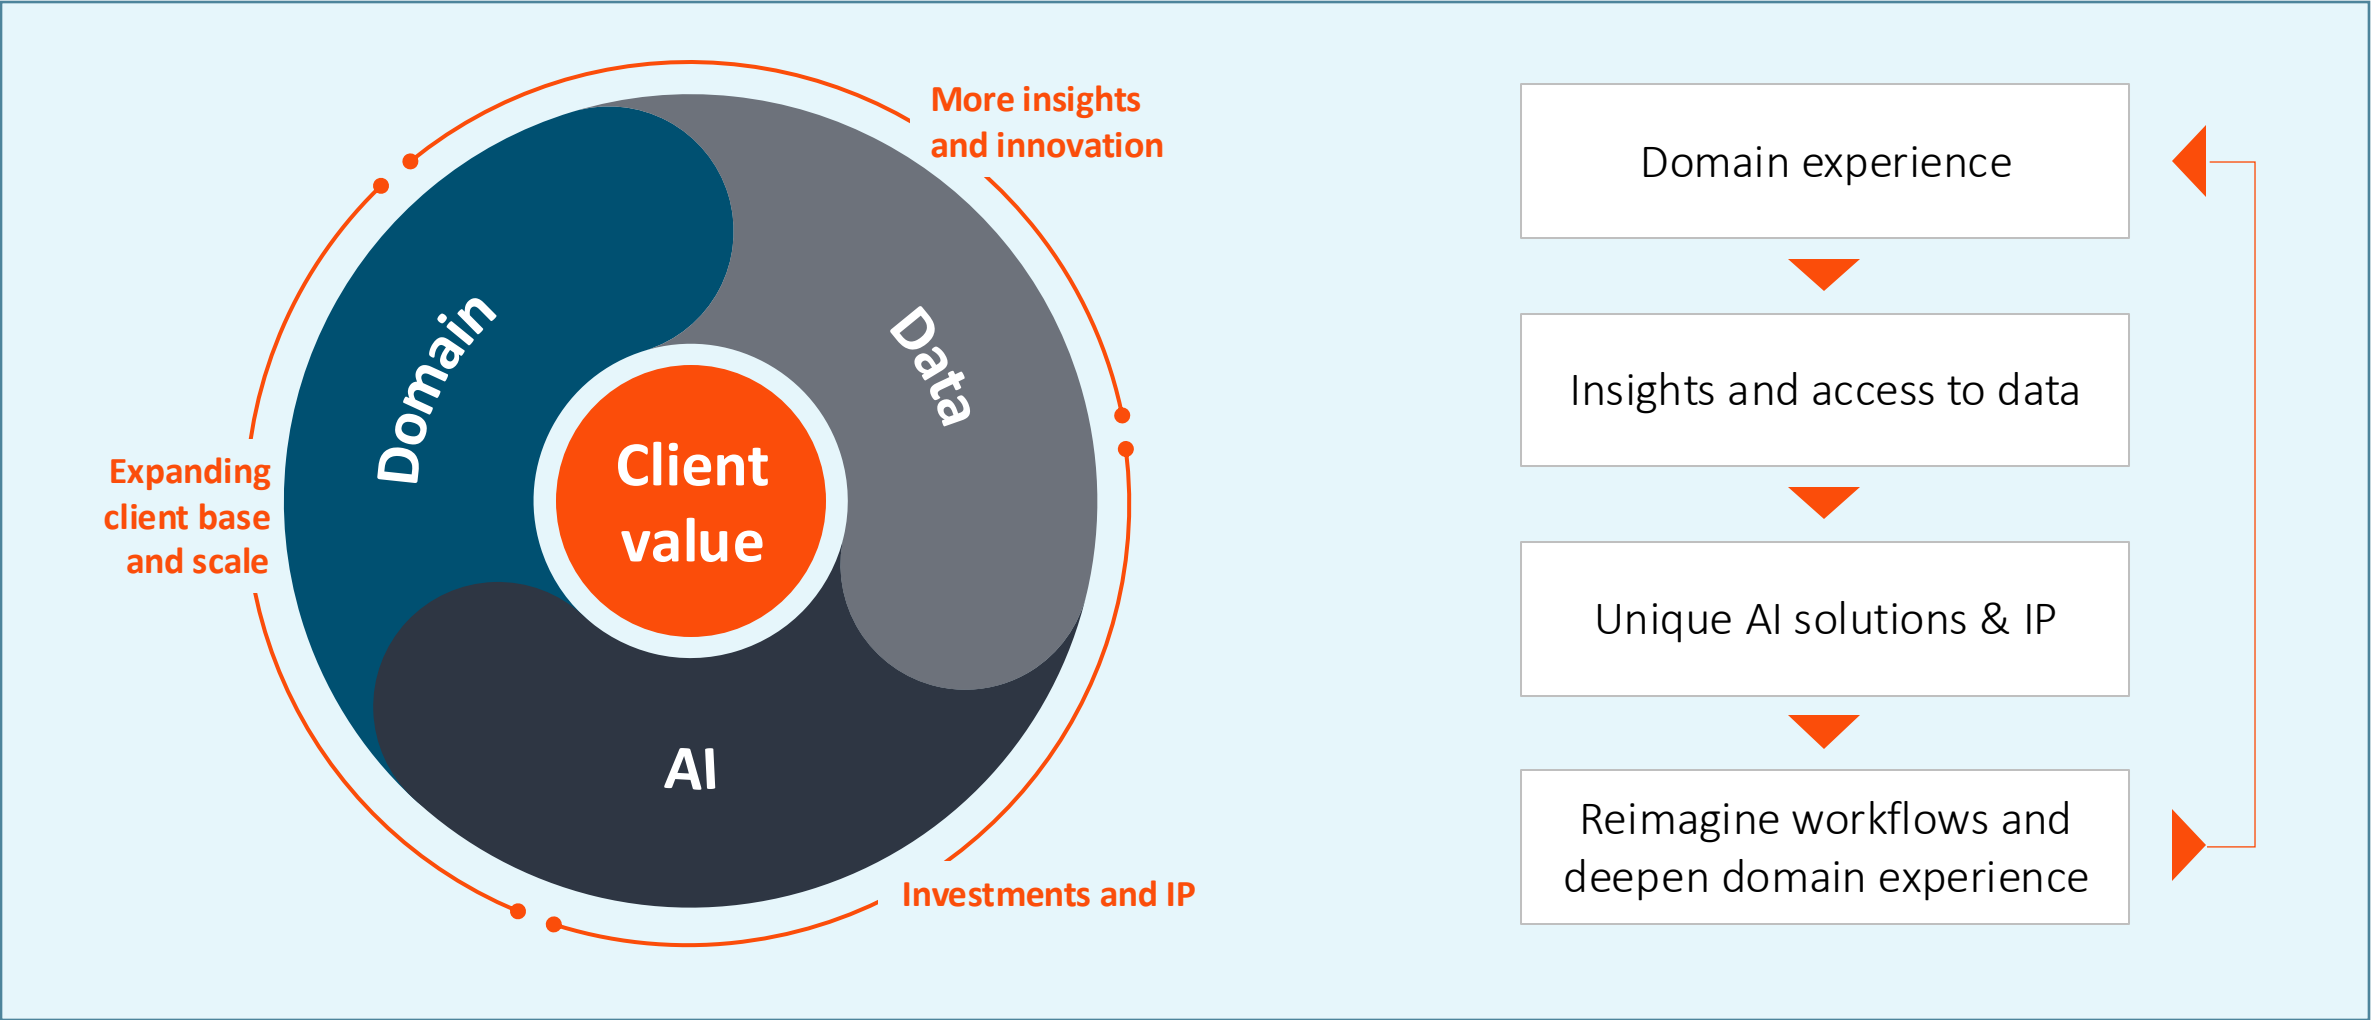 More insights
and innovation
Domain
Data
Client
value
Expanding
client base
and scale
AI
Investments and IP
Domain experience
Insights and access to data
Unique AI solutions & IP
Reimagine workflows and
deepen domain experience